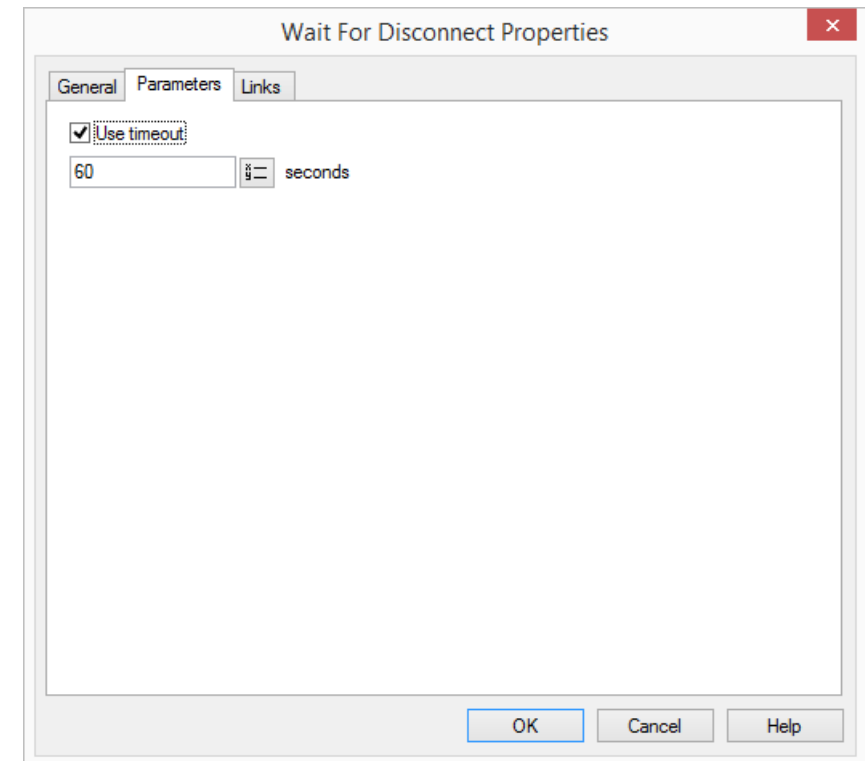 Wait For Disconnect Properties
General Parameters Links
Use timeout
60 seconds
OK Cancel Help